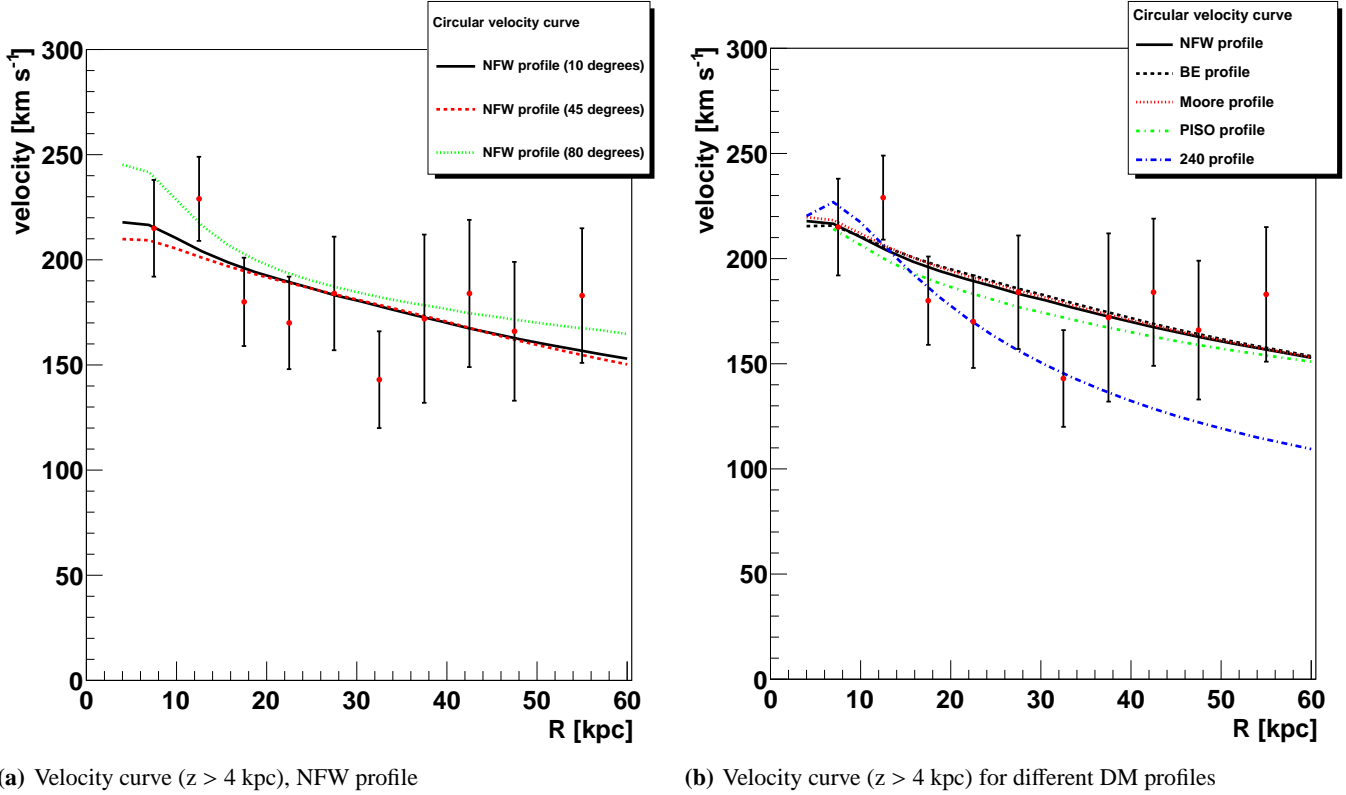 Circular velocity curve
NFW profile (10 degrees)
NFW profile (45 degrees)
NFW profile (80 degrees)
velocity [km s-1]
300
250
200
150
100
50
0
0 10 20 30 40 50 60
R [kpc]
(a) Velocity curve (z > 4 kpc), NFW profile
Circular velocity curve
NFW profile
BE profile
Moore profile
PISO profile
240 profile
velocity [km s-1]
300
250
200
150
100
50
0
0 10 20 30 40 50 60
R [kpc]
(b) Velocity curve (z > 4 kpc) for different DM profiles